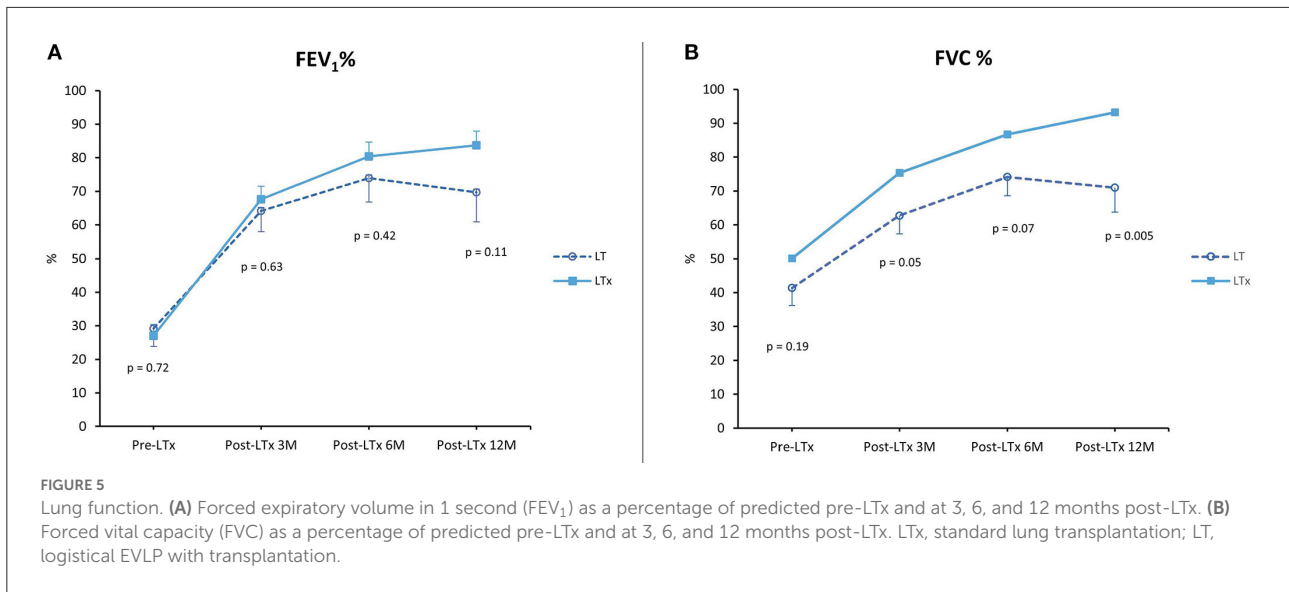 A
FEV₁%
100
90
80
70
60
50
40
30
20
10
0
%
p = 0.72
p = 0.63
p = 0.42
p = 0.11
LT
LTx
Pre-LTx
Post-LTx 3M
Post-LTx 6M
Post-LTx 12M
B
FVC %
100
90
80
70
60
50
40
30
20
10
0
%
p = 0.19
p = 0.05
p = 0.07
p = 0.005
LT
LTx
Pre-LTx
Post-LTx 3M
Post-LTx 6M
Post-LTx 12M
FIGURE 5
Lung function. (A) Forced expiratory volume in 1 second (FEV₁) as a percentage of predicted pre-LTx and at 3, 6, and 12 months post-LTx. (B)
Forced vital capacity (FVC) as a percentage of predicted pre-LTx and at 3, 6, and 12 months post-LTx. LTx, standard lung transplantation; LT,
logistical EVLP with transplantation.